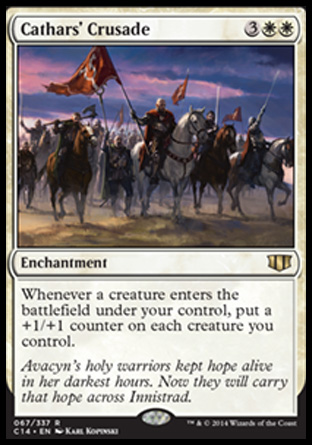 Cathars' Crusade 3
Enchantment
Whenever a creature enters the
battlefield under your control, put a
+1/+1 counter on each creature you
control.
Avacyn's holy warriors kept hope alive
in her darkest hours. Now they will carry
that hope across Innistrad.
067/337 R
C14 • EN Karl Kopinski ™ & © 2014 Wizards of the Coast